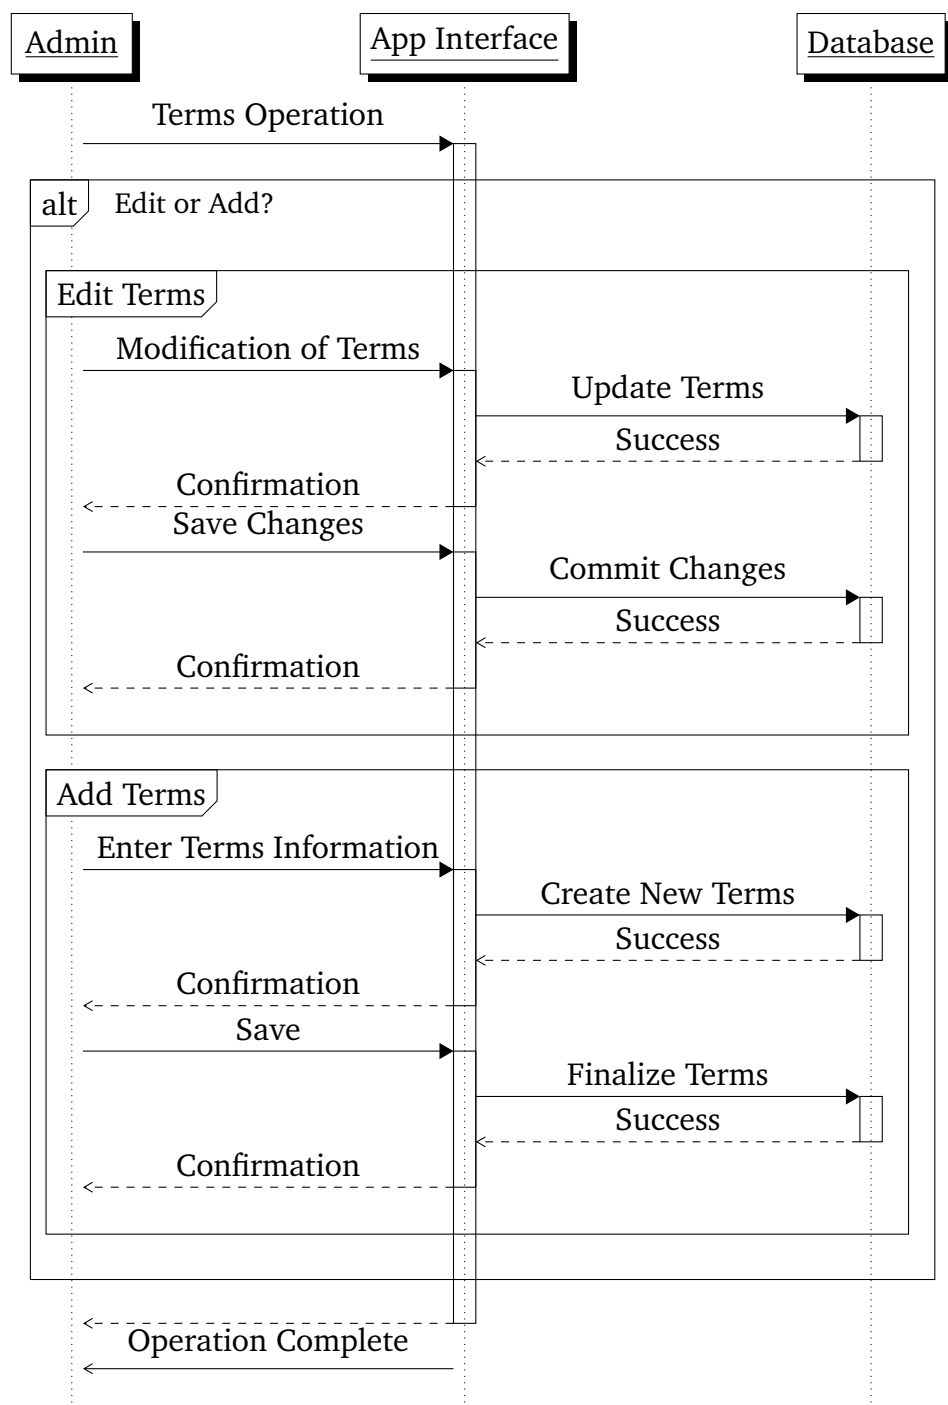 Admin
App Interface
Database
Terms Operation
alt
Edit or Add?
Edit Terms
Modification of Terms
Update Terms
Success
Confirmation
Save Changes
Commit Changes
Success
Confirmation
Add Terms
Enter Terms Information
Create New Terms
Success
Confirmation
Save
Finalize Terms
Success
Confirmation
Operation Complete